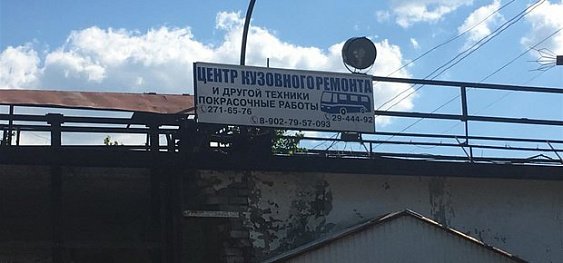 ЦЕНТР КУЗОВНОГО РЕМОНТА
И ДРУГОЙ ТЕХНИКИ
ПОКРАСОЧНЫЕ РАБОТЫ
271-65-76
29-444-92
8-902-79-57-093